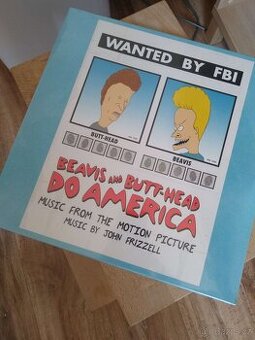 WANTED BY FBI
BUTT-HEAD
BEAVIS
BEAVIS AND BUTT-HEAD
DO AMERICA
MUSIC FROM THE MOTION PICTURE
MUSIC BY JOHN FRIZZELL